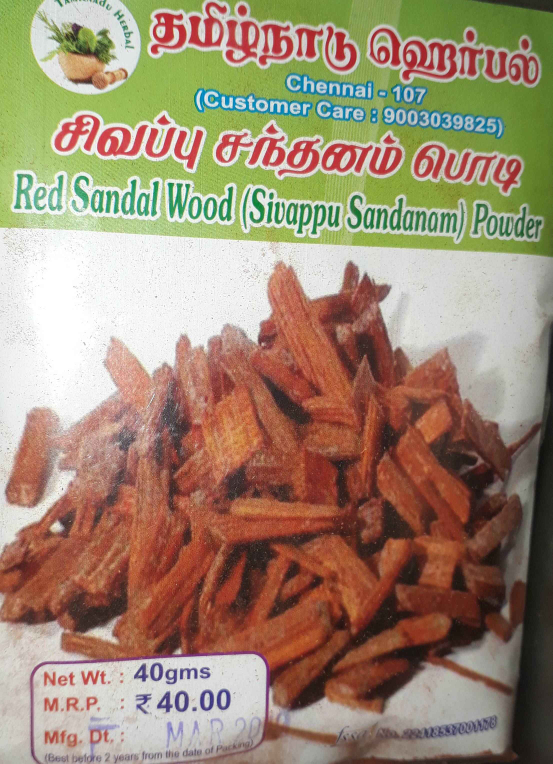 Tamilnadu Herbal
தமிழ்நாடு ஹெர்பல்
Chennai - 107
(Customer Care : 9003039825)
சிவப்பு சந்தனம் பொடி
Red Sandal Wood (Sivappu Sandanam) Powder
Net Wt. : 40gms
M.R.P. : ₹ 40.00
Mfg. Dt. : MAR
(Best before 2 years from the date of Packing)